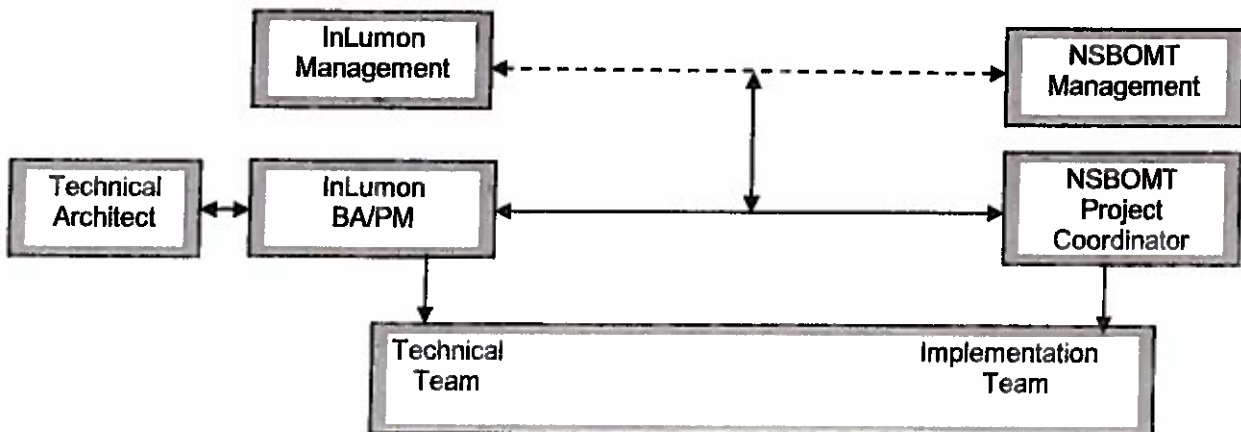 InLumon
Management
NSBOMT
Management
Technical
Architect
InLumon
BA/PM
NSBOMT
Project
Coordinator
Technical
Team
Implementation
Team